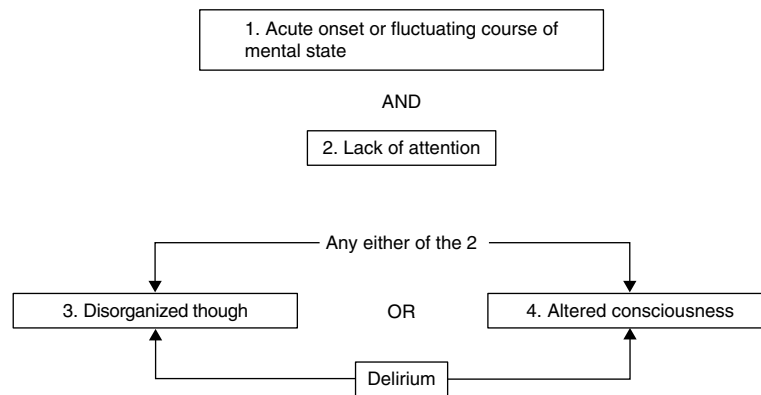 1. Acute onset or fluctuating course of
mental state
AND
2. Lack of attention
Any either of the 2
3. Disorganized though
OR
4. Altered consciousness
Delirium